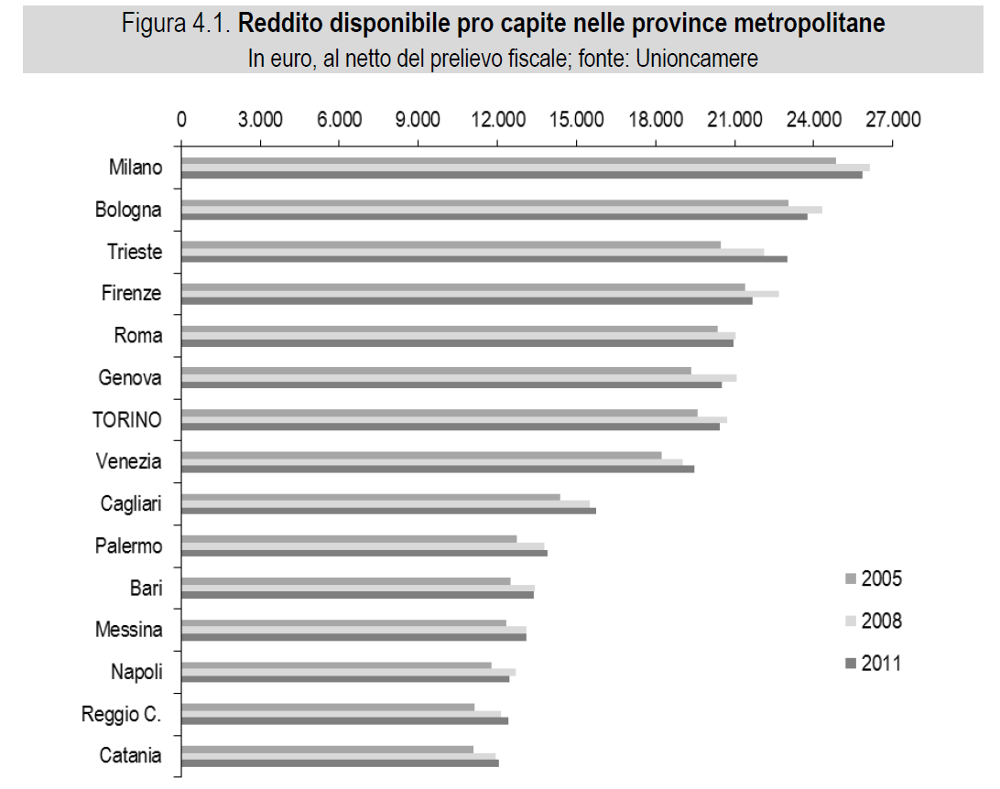 Figura 4.1. Reddito disponibile pro capite nelle province metropolitane
In euro, al netto del prelievo fiscale; fonte: Unioncamere
0 3.000 6.000 9.000 12.000 15.000 18.000 21.000 24.000 27.000
Milano
Bologna
Trieste
Firenze
Roma
Genova
TORINO
Venezia
Cagliari
Palermo
Bari
Messina
Napoli
Reggio C.
Catania
2005
2008
2011